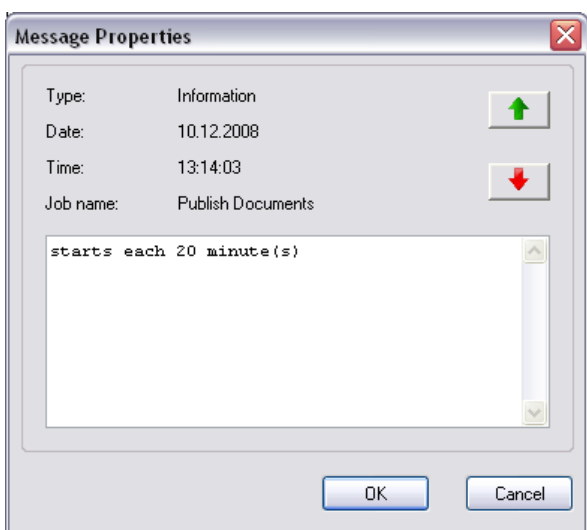 Message Properties
Type: Information
Date: 10.12.2008
Time: 13:14:03
Job name: Publish Documents
starts each 20 minute(s)
OK Cancel